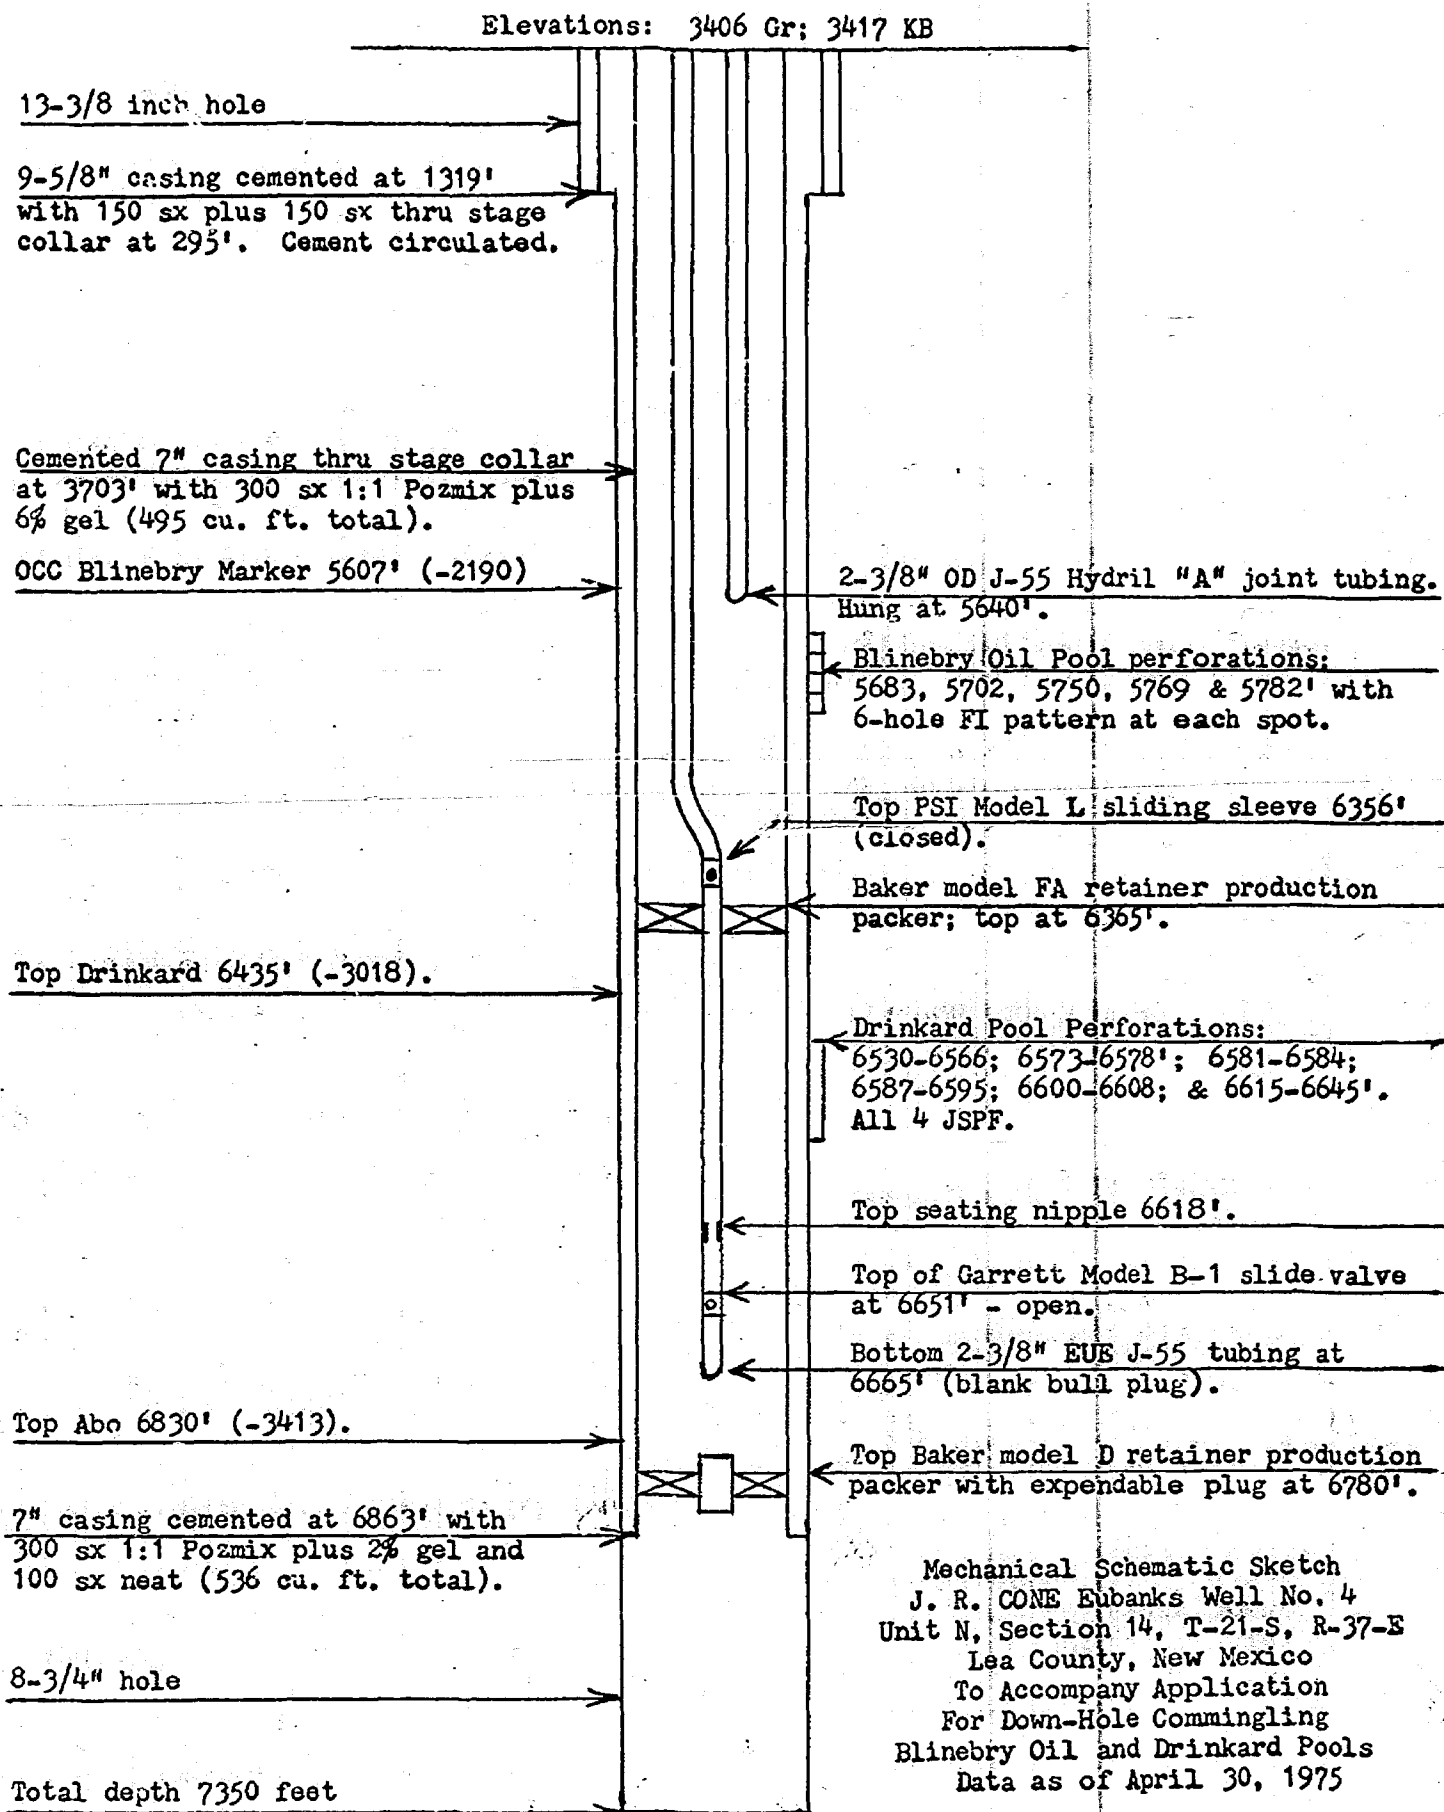 Elevations: 3406 Gr; 3417 KB
13-3/8 inch hole
9-5/8" casing cemented at 1319'
with 150 sx plus 150 sx thru stage
collar at 295'. Cement circulated.
Cemented 7" casing thru stage collar
at 3703' with 300 sx 1:1 Pozmix plus
6% gel (495 cu. ft. total).
OCC Blinebry Marker 5607' (-2190)
2-3/8" OD J-55 Hydril "A" joint tubing.
Hung at 5640'.
Blinebry Oil Pool perforations:
5683, 5702, 5750, 5769 & 5782' with
6-hole FI pattern at each spot.
Top PSI Model L sliding sleeve 6356'
(closed).
Baker model FA retainer production
packer; top at 6365'.
Top Drinkard 6435' (-3018).
Drinkard Pool Perforations:
6530-6566; 6573-6578'; 6581-6584;
6587-6595; 6600-6608; & 6615-6645'.
All 4 JSPF.
Top seating nipple 6618'.
Top of Garrett Model B-1 slide valve
at 6651' - open.
Bottom 2-3/8" EUE J-55 tubing at
6665' (blank bull plug).
Top Abo 6830' (-3413).
Top Baker model D retainer production
packer with expendable plug at 6780'.
7" casing cemented at 6863' with
300 sx 1:1 Pozmix plus 2% gel and
100 sx neat (536 cu. ft. total).
8-3/4" hole
Total depth 7350 feet
Mechanical Schematic Sketch
J. R. CONE Eubanks Well No. 4
Unit N, Section 14, T-21-S, R-37-E
Lea County, New Mexico
To Accompany Application
For Down-Hole Commingling
Blinebry Oil and Drinkard Pools
Data as of April 30, 1975